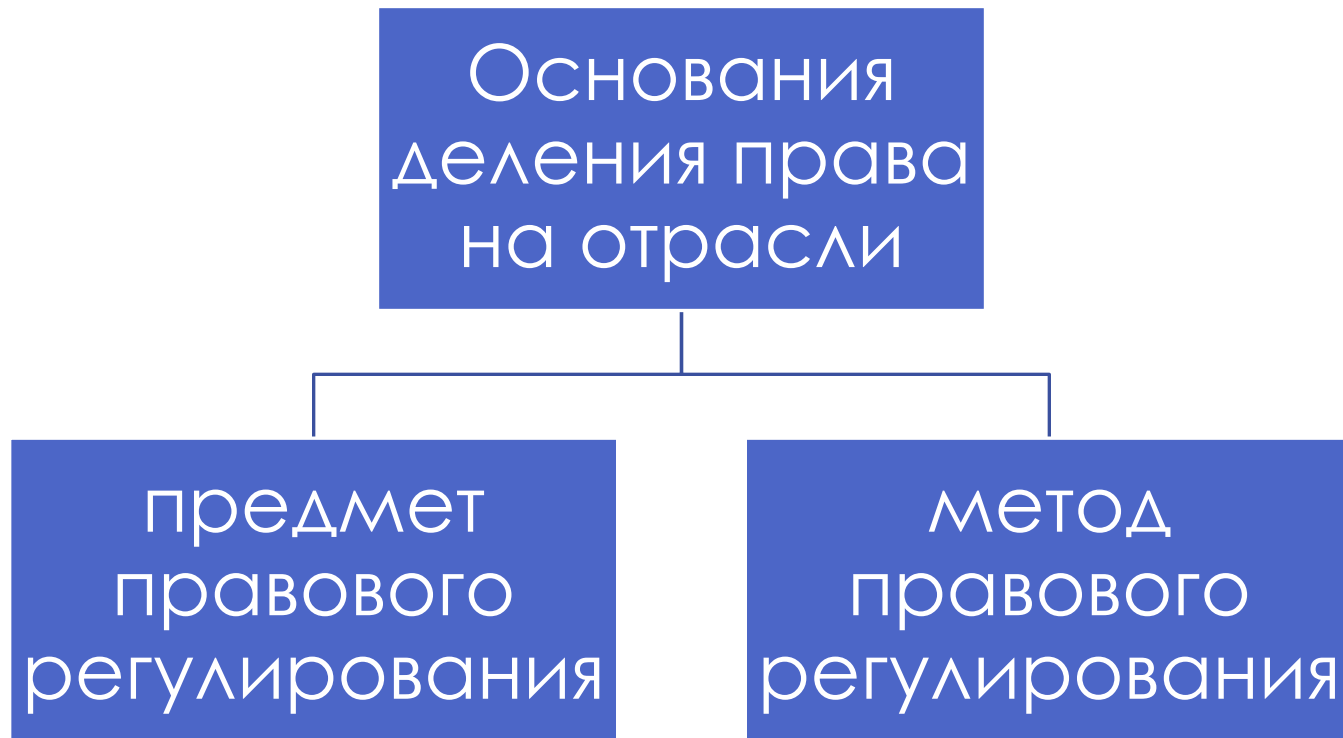 Основания
деления права
на отрасли
предмет
правового
регулирования
метод
правового
регулирования